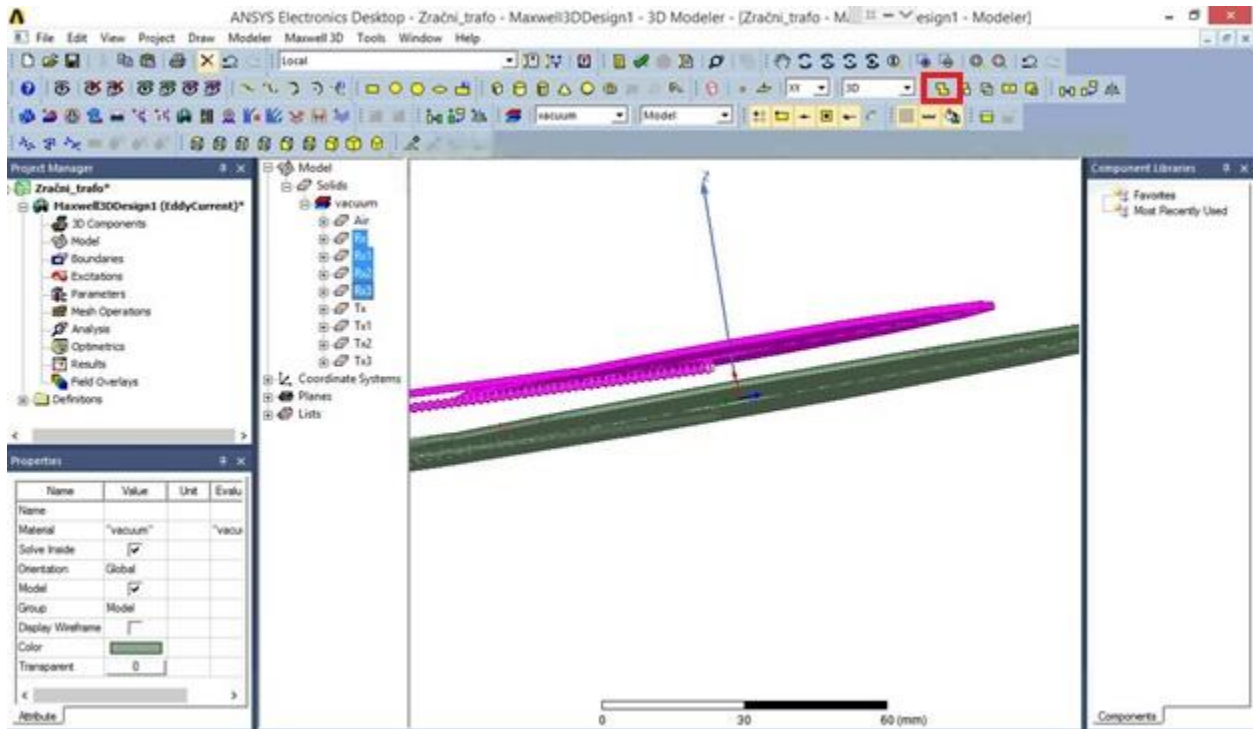 ANSYS Electronics Desktop - Zračni_trafo - Maxwell3DDesign1 - 3D Modeler - [Zračni_trafo - M esign1 - Modeler]
File Edit View Project Draw Modeler Maxwell 3D Tools Window Help
Local
XY 3D
vacuum Model
Project Manager
Zračni_trafo*
Maxwell3DDesign1 (EddyCurrent)*
3D Components
Model
Boundaries
Excitations
Parameters
Mesh Operations
Analysis
Optimetrics
Results
Field Overlays
Definitions
Properties
Name Value Unit Evalu
Name
Material "vacuum" "vacu
Solve Inside
Orientation Global
Model
Group Model
Display Wireframe
Color
Transparent 0
Attribute
Model
Solids
vacuum
Air
Rx
Rx1
Rx2
Rx3
Tx
Tx1
Tx2
Tx3
Coordinate Systems
Planes
Lists
Z
0 30 60 (mm)
Component Libraries
Favorites
Most Recently Used
Components